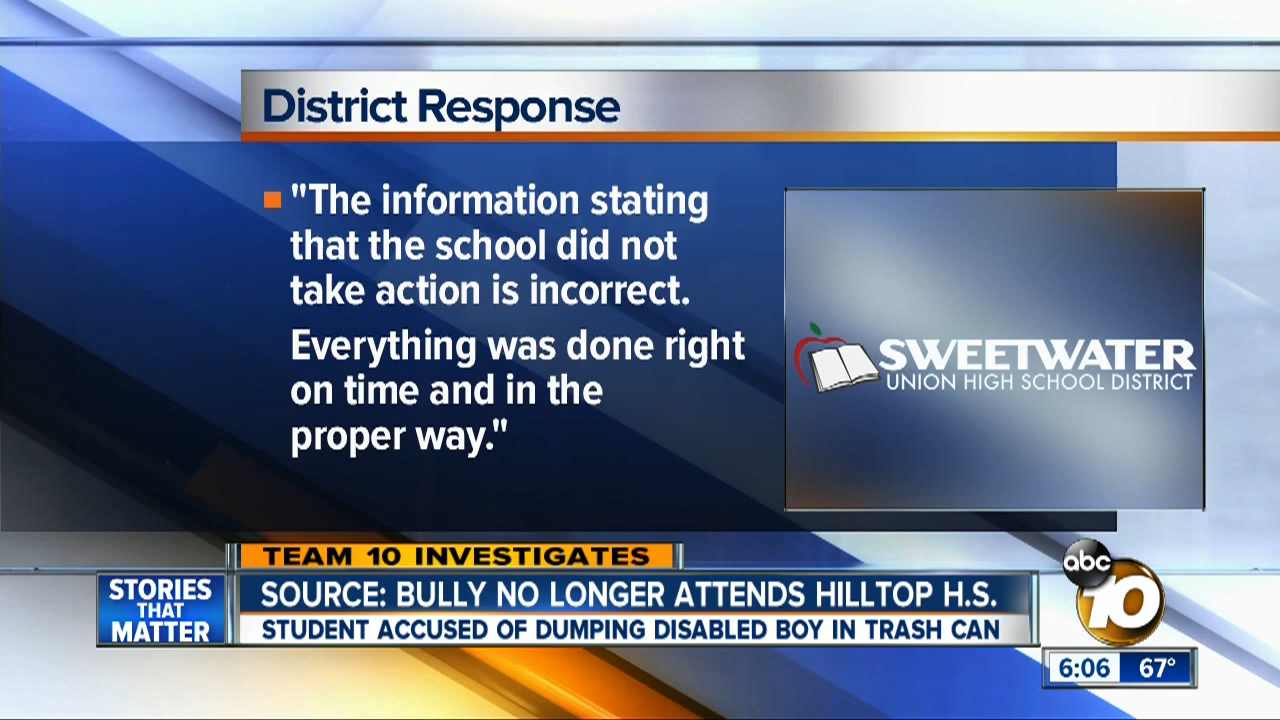 District Response
"The information stating
that the school did not
take action is incorrect.
Everything was done right
on time and in the
proper way."
SWEETWATER
UNION HIGH SCHOOL DISTRICT
TEAM 10 INVESTIGATES
STORIES
THAT
MATTER
SOURCE: BULLY NO LONGER ATTENDS HILLTOP H.S.
STUDENT ACCUSED OF DUMPING DISABLED BOY IN TRASH CAN
abc
10
6:06 67°